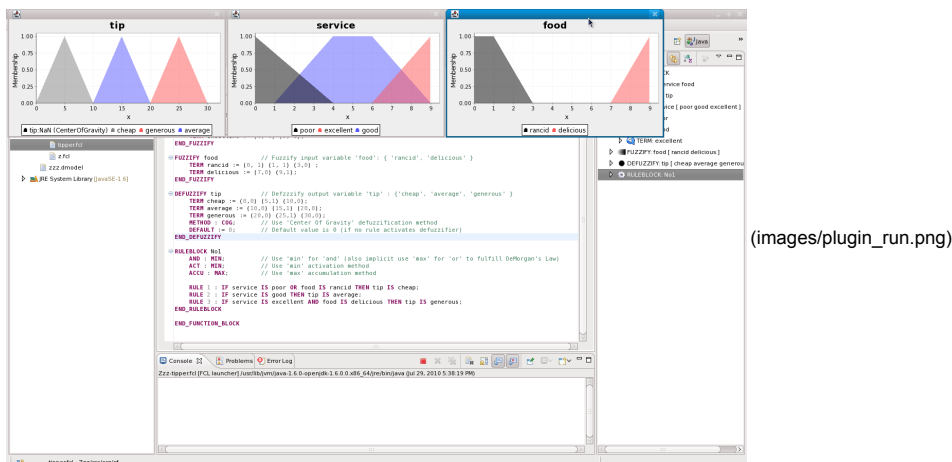 tip
service
food
Membership
1.00
0.75
0.50
0.25
0.00
0 5 10 15 20 25 30
x
tip:NaN (CenterOfGravity) cheap generous average
Membership
1.00
0.75
0.50
0.25
0.00
0 1 2 3 4 5 6 7 8 9
x
poor excellent good
Membership
1.00
0.75
0.50
0.25
0.00
0 1 2 3 4 5 6 7 8 9
x
rancid delicious
Java
ervice food
tip
ice [ poor good excellent ]
TERM: excellent
FUZZIFY: food [ rancid delicious ]
DEFUZZIFY: tip [ cheap average generou
RULEBLOCK: No1
tipper.fcl
z.fcl
zzz.dmodel
JRE System Library [JavaSE-1.6]
END_FUZZIFY
FUZZIFY food // Fuzzify input variable 'food': { 'rancid', 'delicious' }
TERM rancid := (0, 1) (1, 1) (3,0) ;
TERM delicious := (7,0) (9,1);
END_FUZZIFY
DEFUZZIFY tip // Defzzzify output variable 'tip' : {'cheap', 'average', 'generous' }
TERM cheap := (0,0) (5,1) (10,0);
TERM average := (10,0) (15,1) (20,0);
TERM generous := (20,0) (25,1) (30,0);
METHOD : COG; // Use 'Center Of Gravity' defuzzification method
DEFAULT := 0; // Default value is 0 (if no rule activates defuzzifier)
END_DEFUZZIFY
RULEBLOCK No1
AND : MIN; // Use 'min' for 'and' (also implicit use 'max' for 'or' to fulfill DeMorgan's Law)
ACT : MIN; // Use 'min' activation method
ACCU : MAX; // Use 'max' accumulation method
RULE 1 : IF service IS poor OR food IS rancid THEN tip IS cheap;
RULE 2 : IF service IS good THEN tip IS average;
RULE 3 : IF service IS excellent AND food IS delicious THEN tip IS generous;
END_RULEBLOCK
END_FUNCTION_BLOCK
(images/plugin_run.png)
Console Problems Error Log
Zzz-tipper.fcl [FCL launcher] /usr/lib/jvm/java-1.6.0-openjdk-1.6.0.0.x86_64/jre/bin/java (Jul 29, 2010 5:38:19 PM)